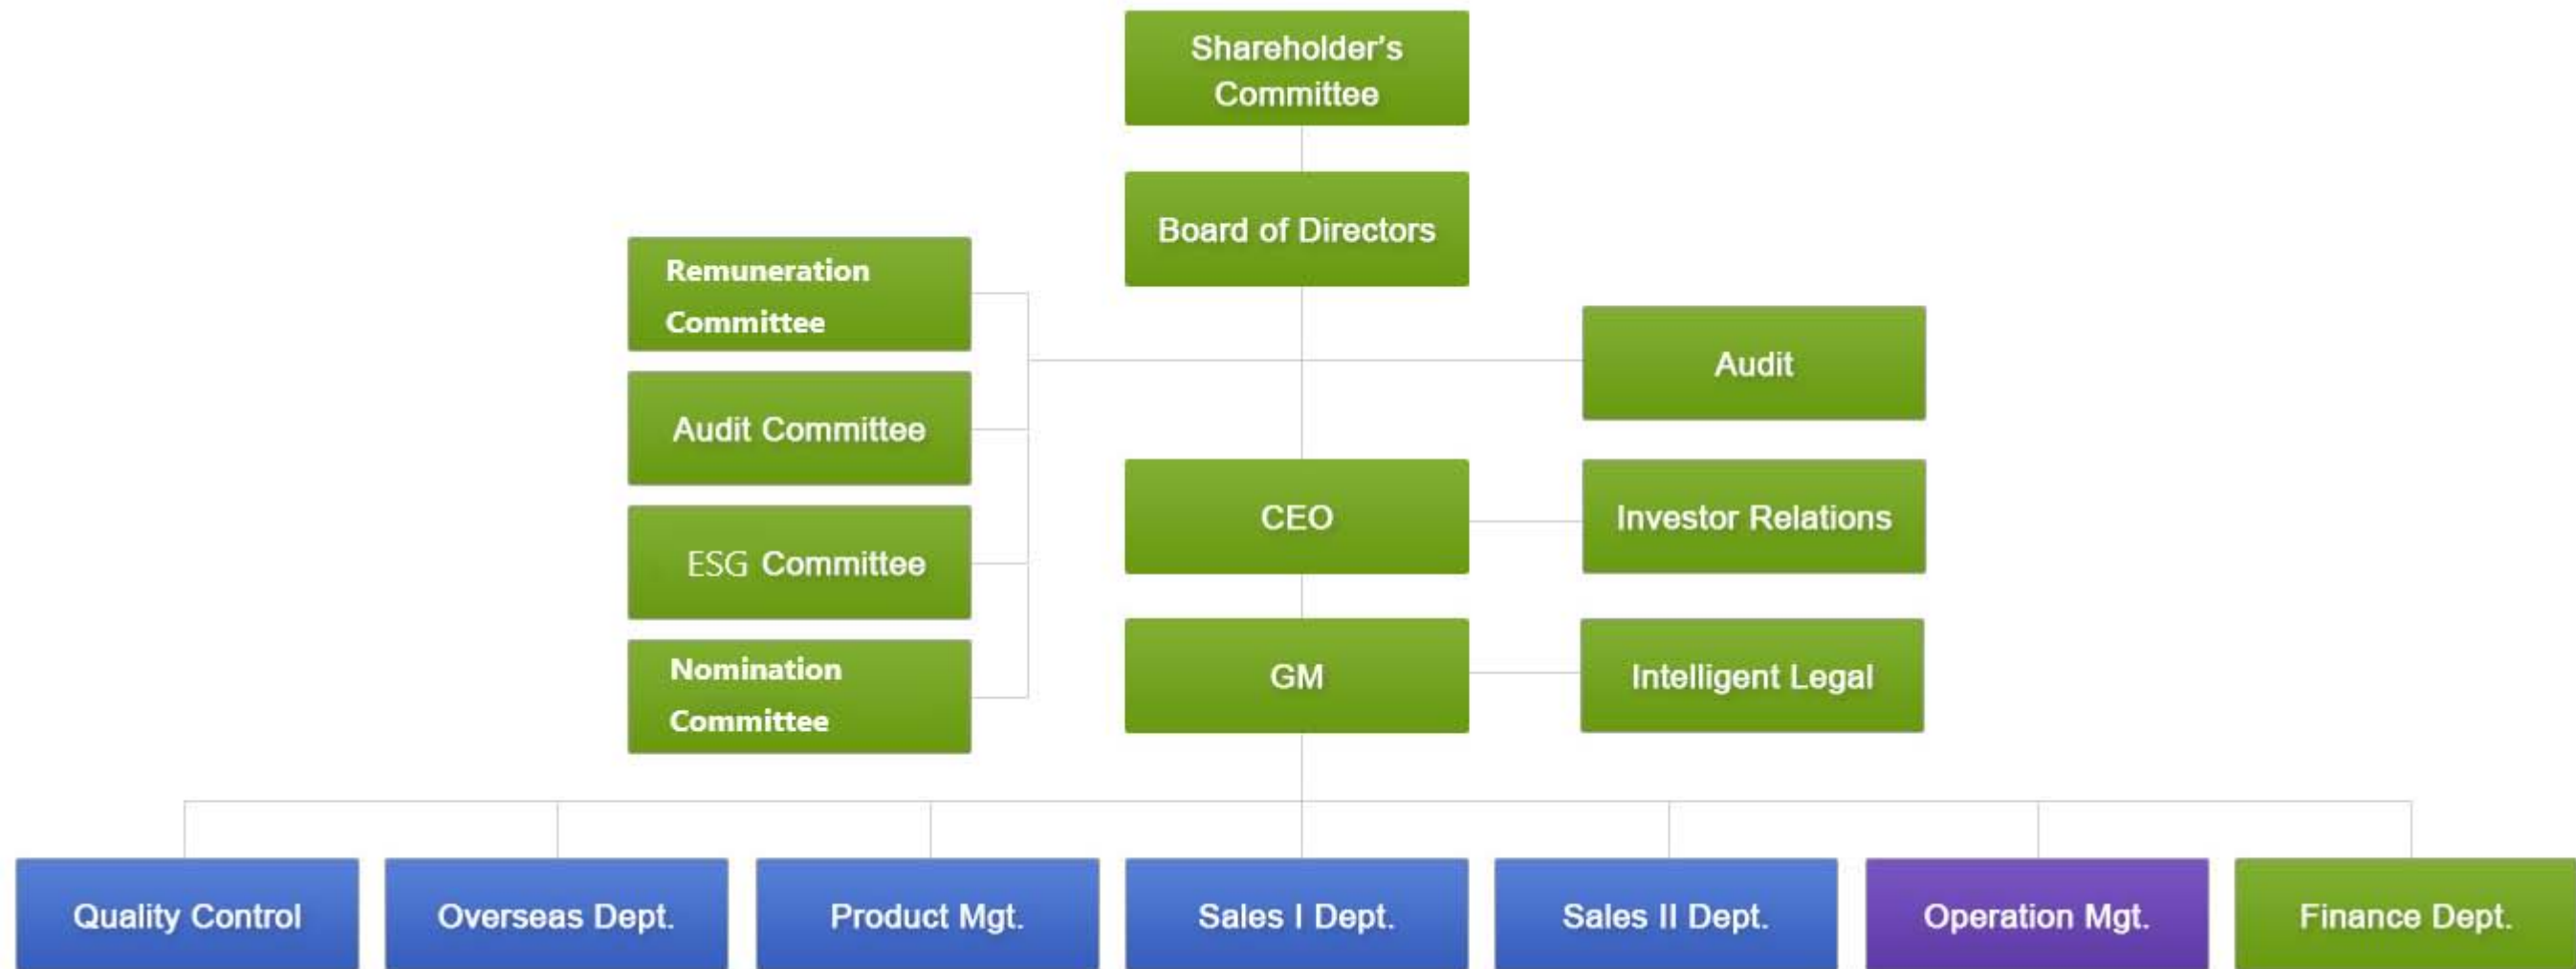 Shareholder's
Committee
Board of Directors
Remuneration
Committee
Audit
Audit Committee
CEO
Investor Relations
ESG Committee
GM
Intelligent Legal
Nomination
Committee
Quality Control
Overseas Dept.
Product Mgt.
Sales I Dept.
Sales II Dept.
Operation Mgt.
Finance Dept.